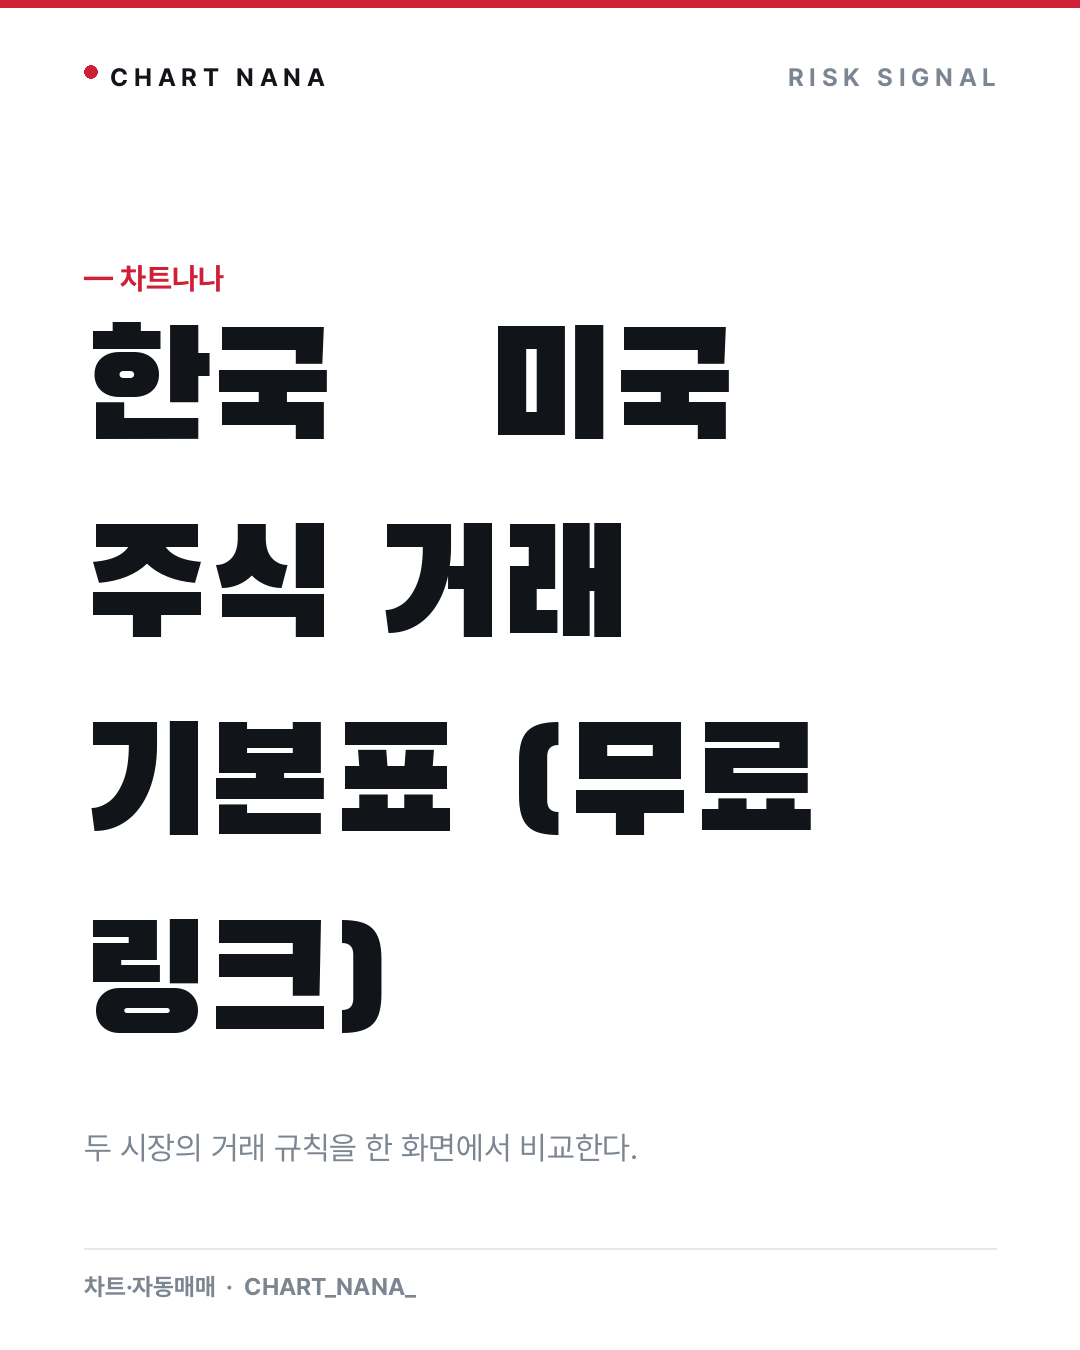 CHART NANA
RISK SIGNAL
— 차트나나
한국 미국
주식 거래
기본표 (무료
링크)
두 시장의 거래 규칙을 한 화면에서 비교한다.
차트·자동매매 · CHART_NANA_